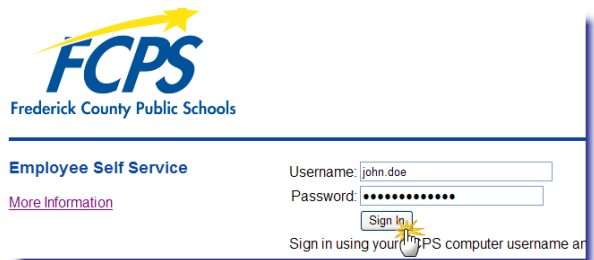 FCPS
Frederick County Public Schools
Employee Self Service
More Information
Username: john.doe
Password: •••••••••••••
Sign In
Sign in using your FCPS computer username an